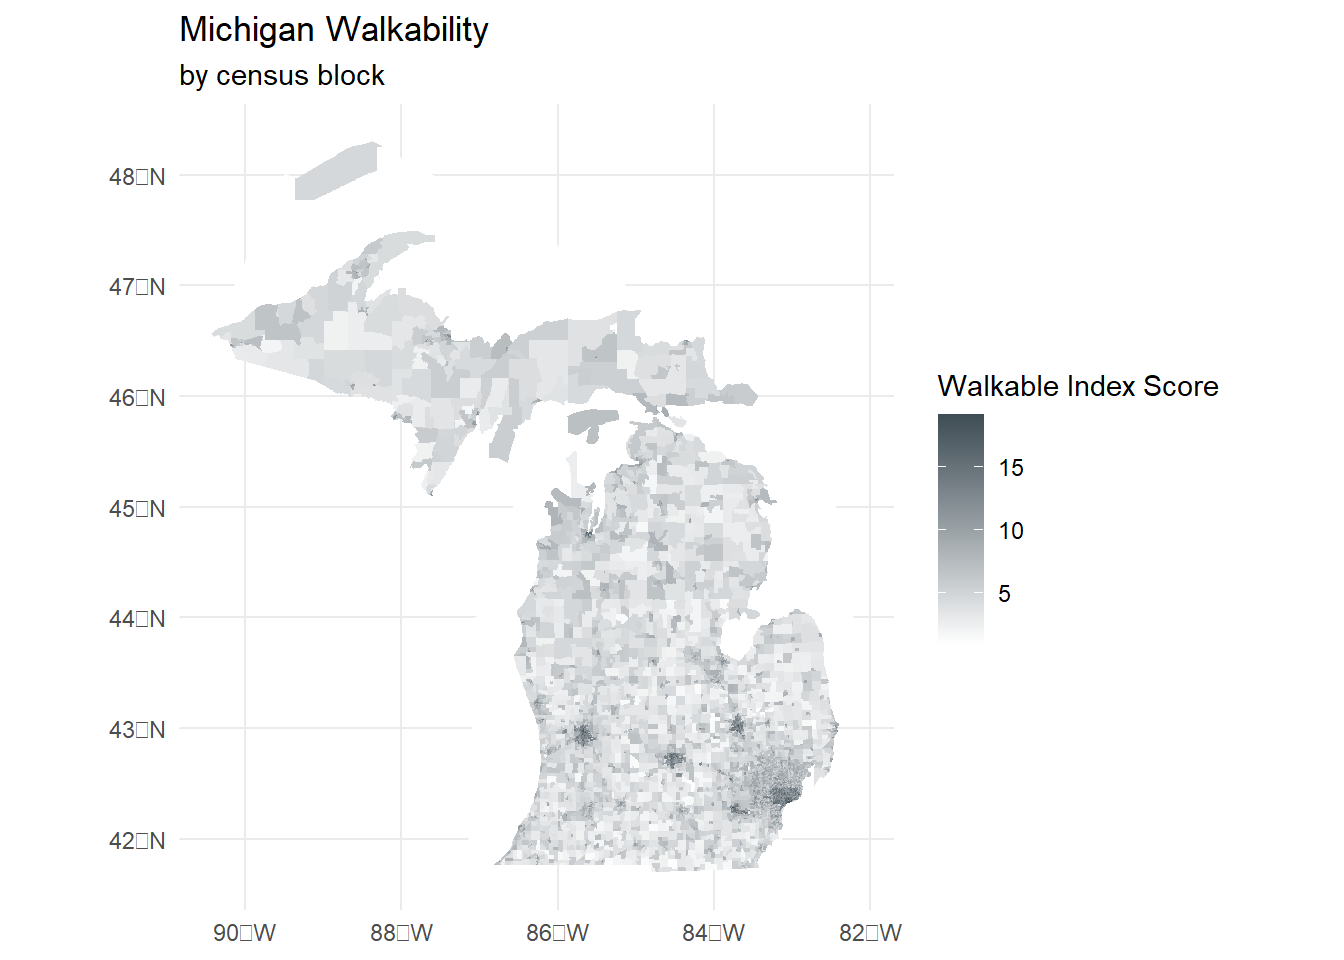 Michigan Walkability
by census block
48□N
47□N
46□N
45□N
44□N
43□N
42□N
90□W
88□W
86□W
84□W
82□W
Walkable Index Score
15
10
5